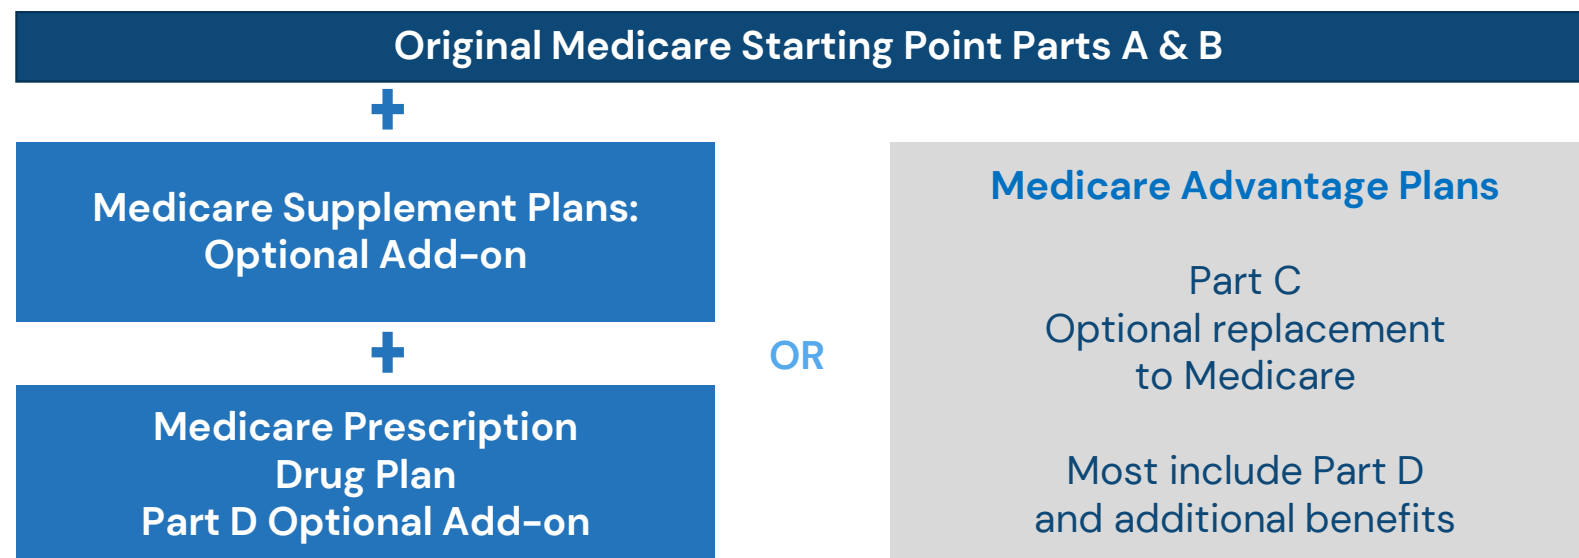 Original Medicare Starting Point Parts A & B
+
Medicare Supplement Plans:
Optional Add-on
+
Medicare Prescription
Drug Plan
Part D Optional Add-on
OR
Medicare Advantage Plans
Part C
Optional replacement
to Medicare
Most include Part D
and additional benefits